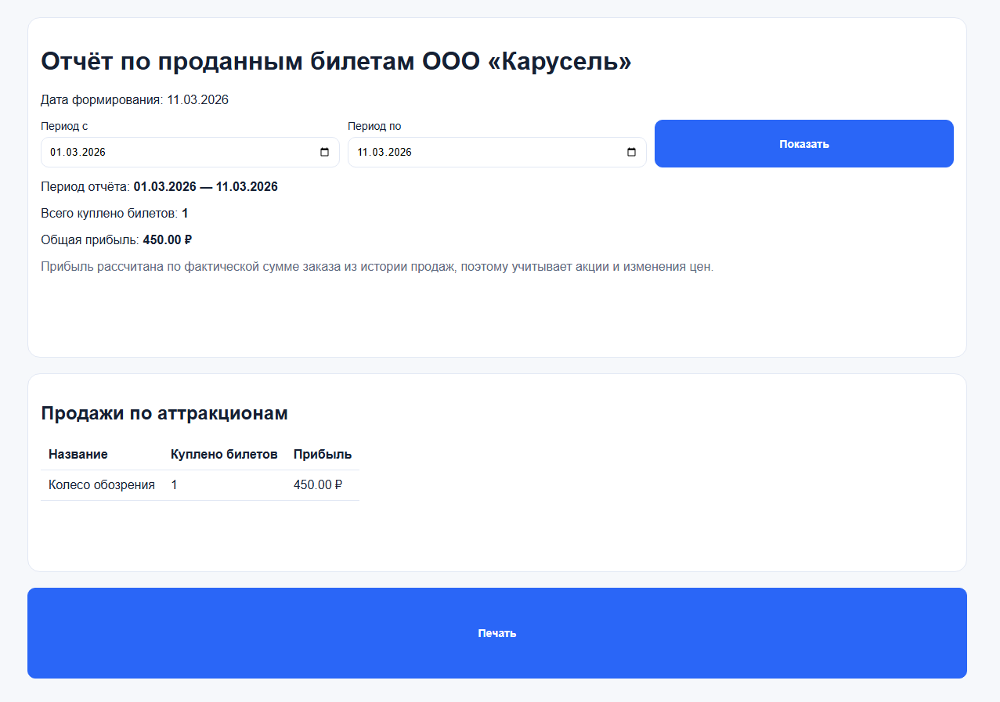 Отчёт по проданным билетам ООО «Карусель»
Дата формирования: 11.03.2026
Период с
Период по
01.03.2026
11.03.2026
Показать
Период отчёта: 01.03.2026 — 11.03.2026
Всего куплено билетов: 1
Общая прибыль: 450.00 ₽
Прибыль рассчитана по фактической сумме заказа из истории продаж, поэтому учитывает акции и изменения цен.
Продажи по аттракционам
Название Куплено билетов Прибыль
Колесо обозрения 1 450.00 ₽
Печать